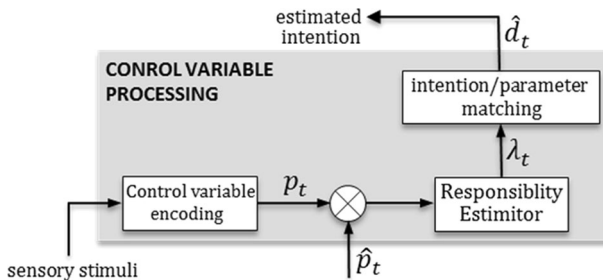 estimated
intention
d̂_t
CONROL VARIABLE
PROCESSING
intention/parameter
matching
λ_t
Control variable
encoding
p_t
Responsiblity
Estimitor
sensory stimuli
p̂_t